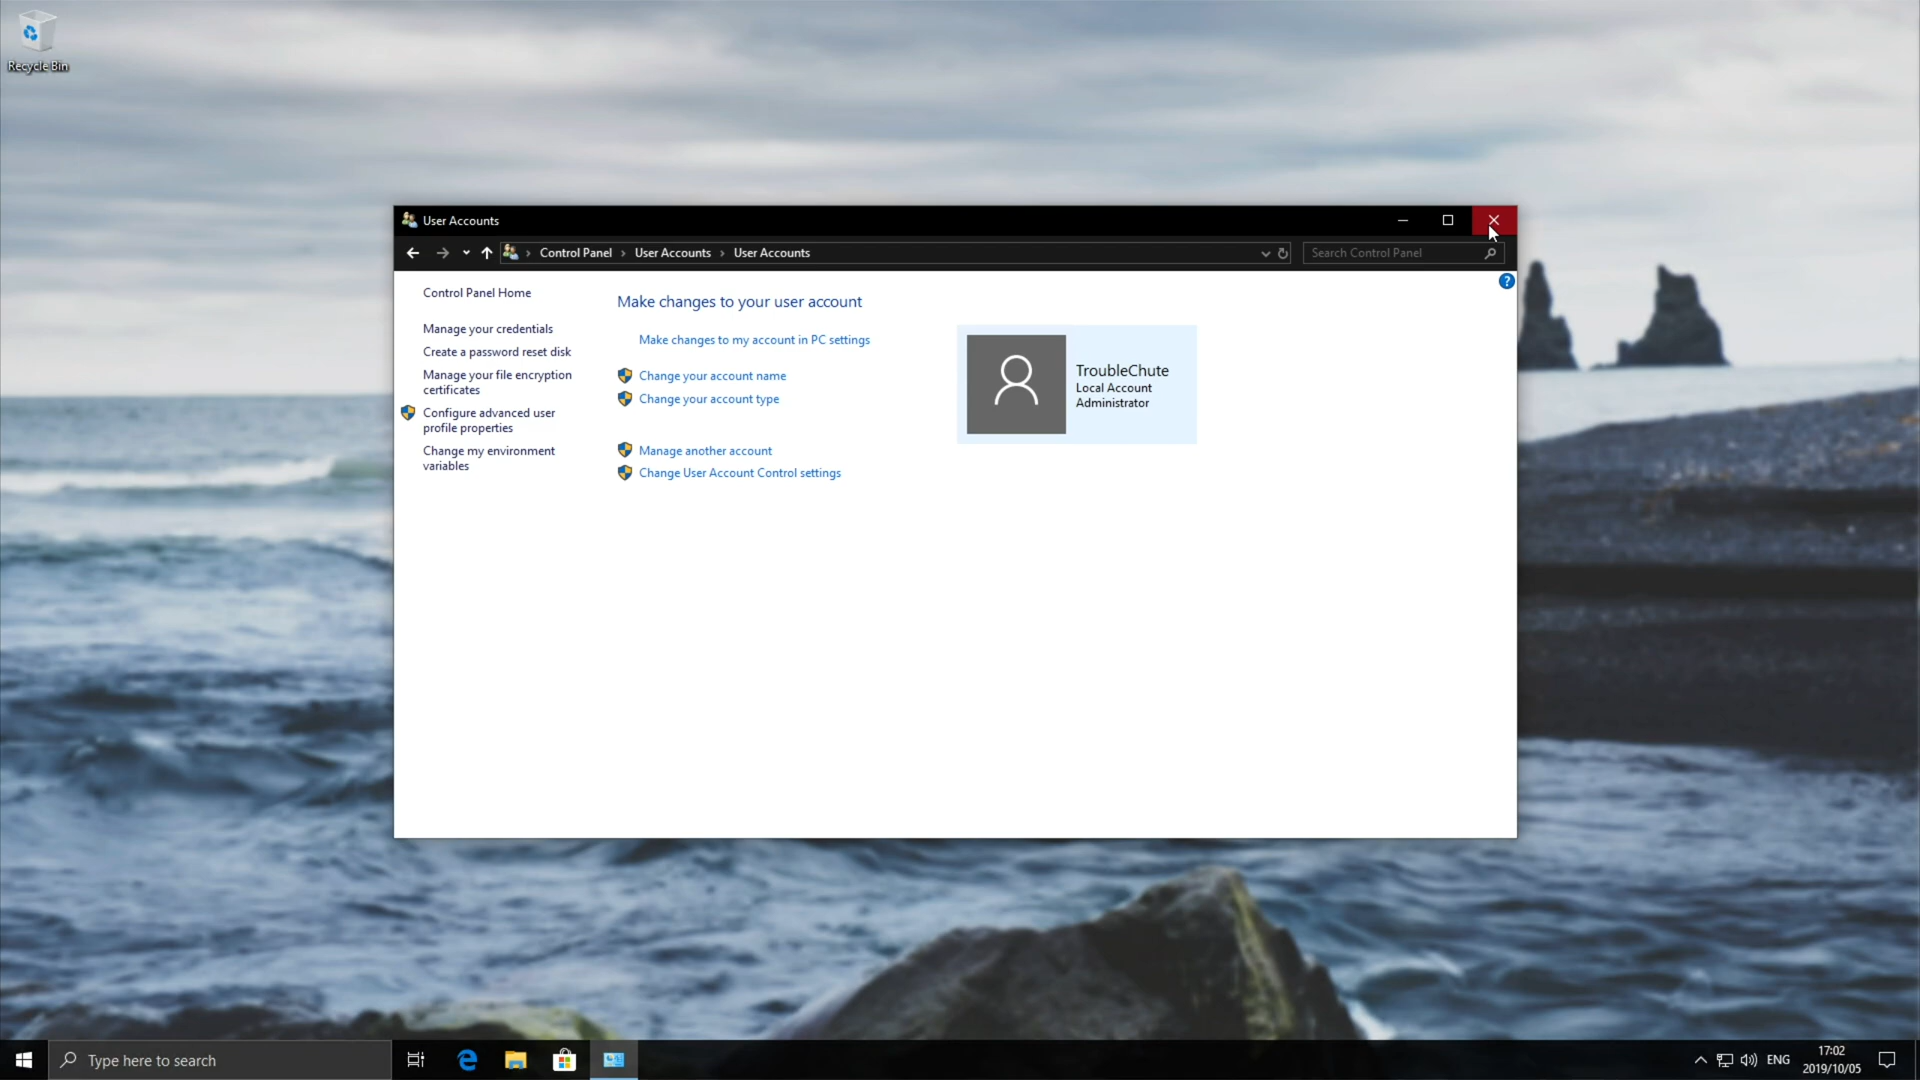 Recycle Bin
User Accounts
Control Panel > User Accounts > User Accounts
Search Control Panel
?
Control Panel Home
Manage your credentials
Create a password reset disk
Manage your file encryption
certificates
Configure advanced user
profile properties
Change my environment
variables
Make changes to your user account
Make changes to my account in PC settings
Change your account name
Change your account type
Manage another account
Change User Account Control settings
TroubleChute
Local Account
Administrator
Type here to search
ENG
17:02
2019/10/05